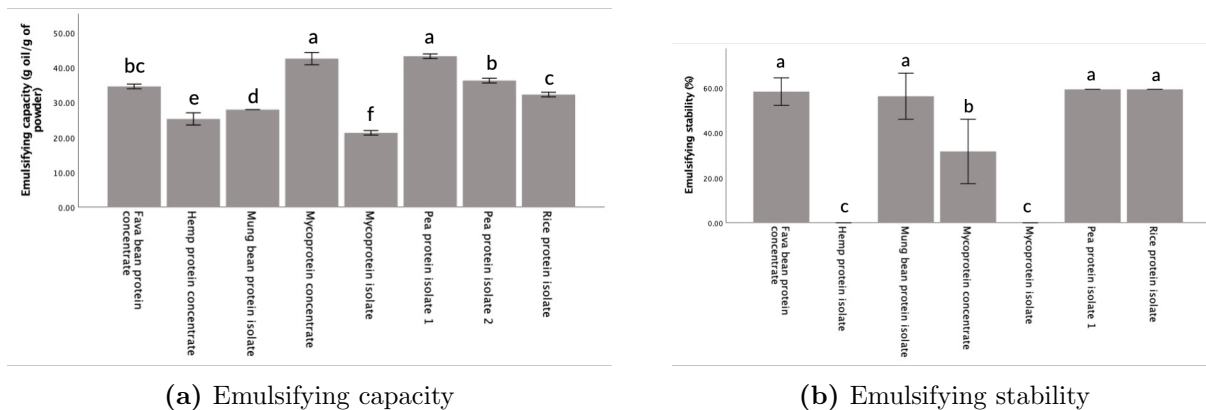 Emulsifying capacity (g oil/g of
powder)
50.00
40.00
30.00
20.00
10.00
0.00
bc
e
d
a
f
a
b
c
Fava bean protein
concentrate
Hemp protein concentrate
Mung bean protein isolate
Mycoprotein concentrate
Mycoprotein isolate
Pea protein isolate 1
Pea protein isolate 2
Rice protein isolate
(a) Emulsifying capacity
Emulsifying stability (%)
60.00
40.00
20.00
0.00
a
c
a
b
c
a
a
Fava bean protein
concentrate
Hemp protein isolate
Mung bean protein isolate
Mycoprotein concentrate
Mycoprotein isolate
Pea protein isolate 1
Rice protein isolate
(b) Emulsifying stability